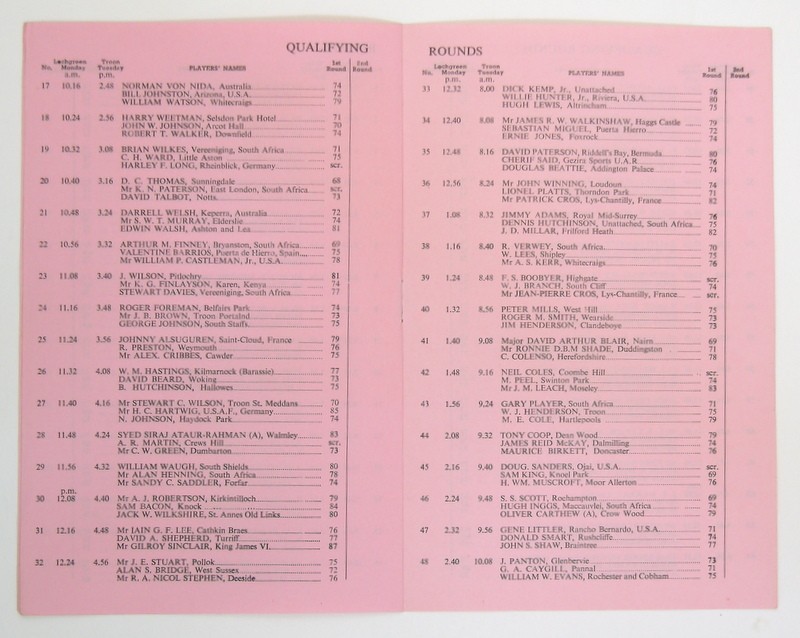 QUALIFYING
Lochgreen Troon 1st 2nd
No. Monday Tuesday PLAYERS' NAMES Round Round
a.m. p.m.
17 10.16 2.48 NORMAN VON NIDA, Australia 74
BILL JOHNSTON, Arizona, U.S.A. 72
WILLIAM WATSON, Whitecraigs 79
18 10.24 2.56 HARRY WEETMAN, Selsdon Park Hotel 71
JOHN W. JOHNSON, Arcot Hall 70
ROBERT T. WALKER, Downfield 74
19 10.32 3.08 BRIAN WILKES, Vereeniging, South Africa 71
C. H. WARD, Little Aston 75
HARLEY F. LONG, Rheinblick, Germany scr.
20 10.40 3.16 D. C. THOMAS, Sunningdale 68
Mr K. N. PATERSON, East London, South Africa scr.
DAVID TALBOT, Notts. 73
21 10.48 3.24 DARRELL WELSH, Keperra, Australia 72
Mr S. W. T. MURRAY, Elderslie 74
EDWIN WALSH, Ashton and Lea 81
22 10.56 3.32 ARTHUR M. FINNEY, Bryanston, South Africa 69
VALENTINE BARRIOS, Puerta de Hierro, Spain 75
Mr WILLIAM P. CASTLEMAN, Jr., U.S.A. 78
23 11.08 3.40 J. WILSON, Pitlochry 81
Mr K. G. FINLAYSON, Karen, Kenya 74
STEWART DAVIES, Vereeniging, South Africa 77
24 11.16 3.48 ROGER FOREMAN, Belfairs Park 74
Mr J. B. BROWN, Troon Portalnd 73
GEORGE JOHNSON, South Staffs. 75
25 11.24 3.56 JOHNNY ALSUGUREN, Saint-Cloud, France 79
R. PRESTON, Weymouth 76
Mr ALEX. CRIBBES, Cawder 75
26 11.32 4.08 W. M. HASTINGS, Kilmarnock (Barassie) 77
DAVID BEARD, Woking 73
B. HUTCHINSON, Hallowes 75
27 11.40 4.16 Mr STEWART C. WILSON, Troon St. Meddans 70
Mr H. C. HARTWIG, U.S.A.F., Germany 85
N. JOHNSON, Haydock Park 74
28 11.48 4.24 SYED SIRAJ ATAUR-RAHMAN (A), Walmley 83
A. R. MARTIN, Crews Hill scr.
Mr C. W. GREEN, Dumbarton 73
29 11.56 4.32 WILLIAM WAUGH, South Shields 80
Mr ALAN HENNING, South Africa 78
Mr SANDY C. SADDLER, Forfar 74
p.m.
30 12.08 4.40 Mr A. J. ROBERTSON, Kirkintilloch 79
SAM BACON, Knock 84
JACK W. WILKSHIRE, St. Annes Old Links 80
31 12.16 4.48 Mr IAIN G. F. LEE, Cathkin Braes 76
DAVID A. SHEPHERD, Turriff 77
Mr GILROY SINCLAIR, King James VI. 87
32 12.24 4.56 Mr J. E. STUART, Pollok 75
ALAN S. BRIDGE, West Sussex 72
Mr R. A. NICOL STEPHEN, Deeside 76
ROUNDS
Lochgreen Troon 1st 2nd
No. Monday Tuesday PLAYERS' NAMES Round Round
p.m. a.m.
33 12.32 8.00 DICK KEMP, Jr., Unattached 76
WILLIE HUNTER, Jr., Riviera, U.S.A. 80
HUGH LEWIS, Altrincham 75
34 12.40 8.08 Mr JAMES R. W. WALKINSHAW, Haggs Castle 79
SEBASTIAN MIGUEL, Puerta Hierro 72
ERNIE JONES, Foxrock 74
35 12.48 8.16 DAVID PATERSON, Riddell's Bay, Bermuda 80
CHERIF SAID, Gezira Sports U.A.R. 76
DOUGLAS BEATTIE, Addington Palace 74
36 12.56 8.24 Mr JOHN WINNING, Loudoun 74
LIONEL PLATTS, Thorndon Park 71
Mr PATRICK CROS, Lys-Chantilly, France 82
37 1.08 8.32 JIMMY ADAMS, Royal Mid-Surrey 76
DENNIS HUTCHINSON, Unattached, South Africa 75
J. D. MILLAR, Frilford Heath 82
38 1.16 8.40 R. VERWEY, South Africa 70
W. LEES, Shipley 75
Mr A. S. KERR, Whitecraigs 76
39 1.24 8.48 F. S. BOOBYER, Highgate scr.
W. J. BRANCH, South Cliff 74
Mr JEAN-PIERRE CROS, Lys-Chantilly, France scr.
40 1.32 8.56 PETER MILLS, West Hill 75
ROGER M. SMITH, Wearside 73
JIM HENDERSON, Clandeboye 73
41 1.40 9.08 Major DAVID ARTHUR BLAIR, Nairn 69
Mr RONNIE D.B.M SHADE, Duddingston 71
C. COLENSO, Herefordshire 78
42 1.48 9.16 NEIL COLES, Coombe Hill scr.
M. PEEL, Swinton Park 74
Mr J. M. LEACH, Moseley 83
43 1.56 9.24 GARY PLAYER, South Africa 71
W. J. HENDERSON, Troon 75
M. E. COLE, Hartlepools 79
44 2.08 9.32 TONY COOP, Dean Wood 79
JAMES REID McKAY, Dalmilling 74
MAURICE BIRKETT, Doncaster 76
45 2.16 9.40 DOUG. SANDERS, Ojai, U.S.A. scr.
SAM KING, Knoel Park 69
H. WM. MUSCROFT, Moor Allerton 76
46 2.24 9.48 S. S. SCOTT, Roehampton 69
HUGH INGGS, Maccauvlei, South Africa 74
OLIVER CARTHEW (A), Crow Wood 79
47 2.32 9.56 GENE LITTLER, Rancho Bernardo, U.S.A. 71
DONALD SMART, Rushcliffe 74
JOHN S. SHAW, Braintree 77
48 2.40 10.08 J. PANTON, Glenbervie 73
G. A. CAYGILL, Pannal 71
WILLIAM W. EVANS, Rochester and Cobham 75